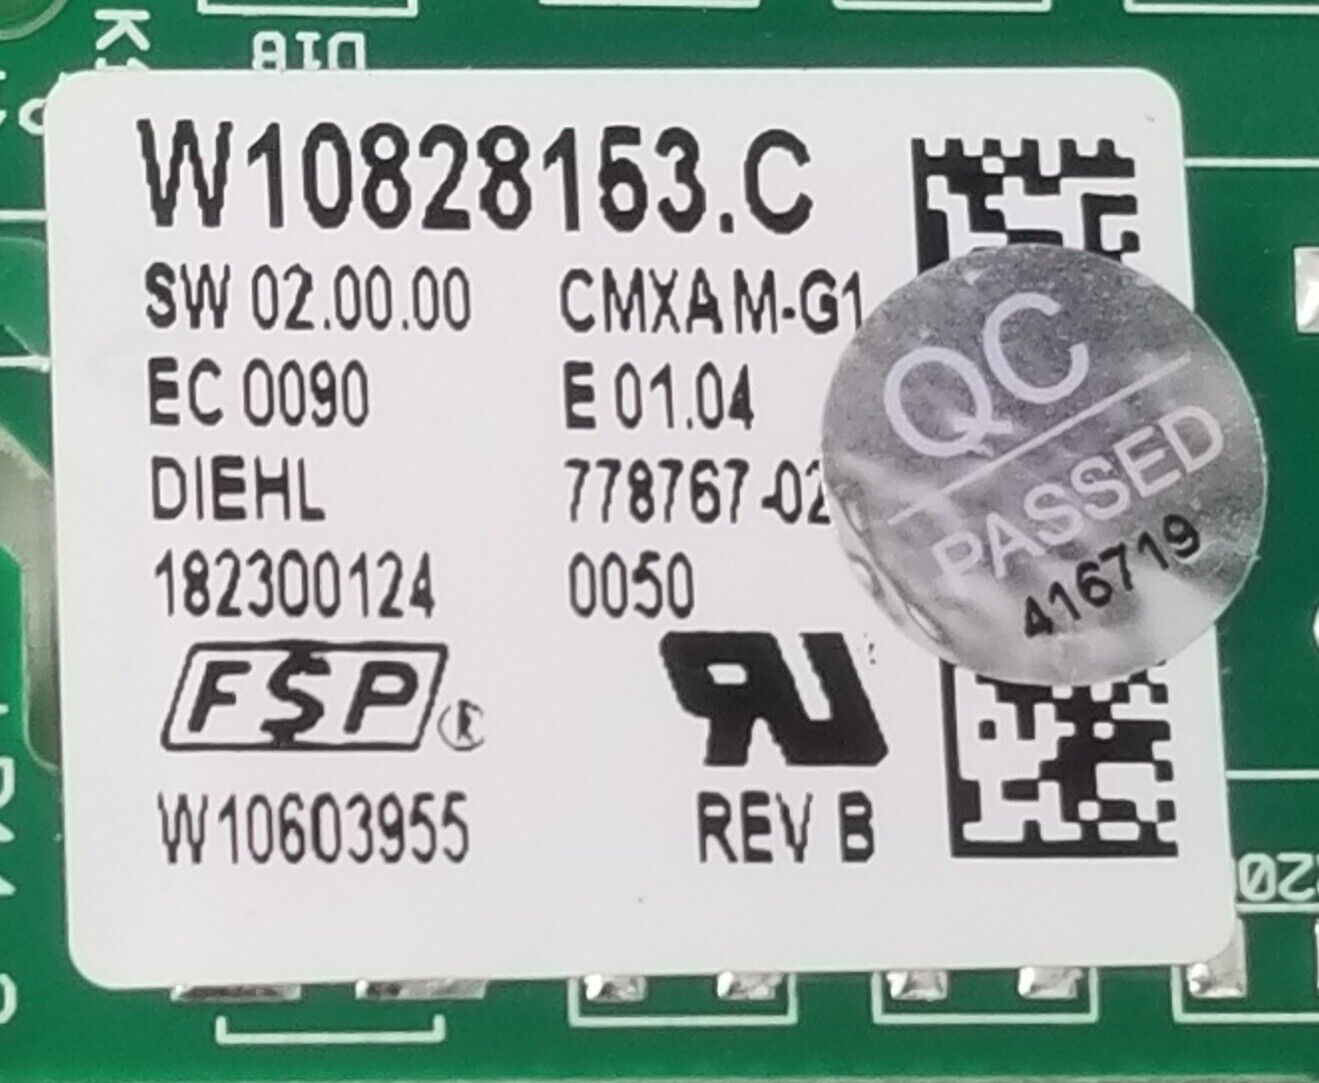 D18
W10828153.C
SW 02.00.00 CMXAM-G1
EC 0090 E 01.04
DIEHL 778767-02
182300124 0050
FSP®
W10603955 REV B
QC
PASSED
416719